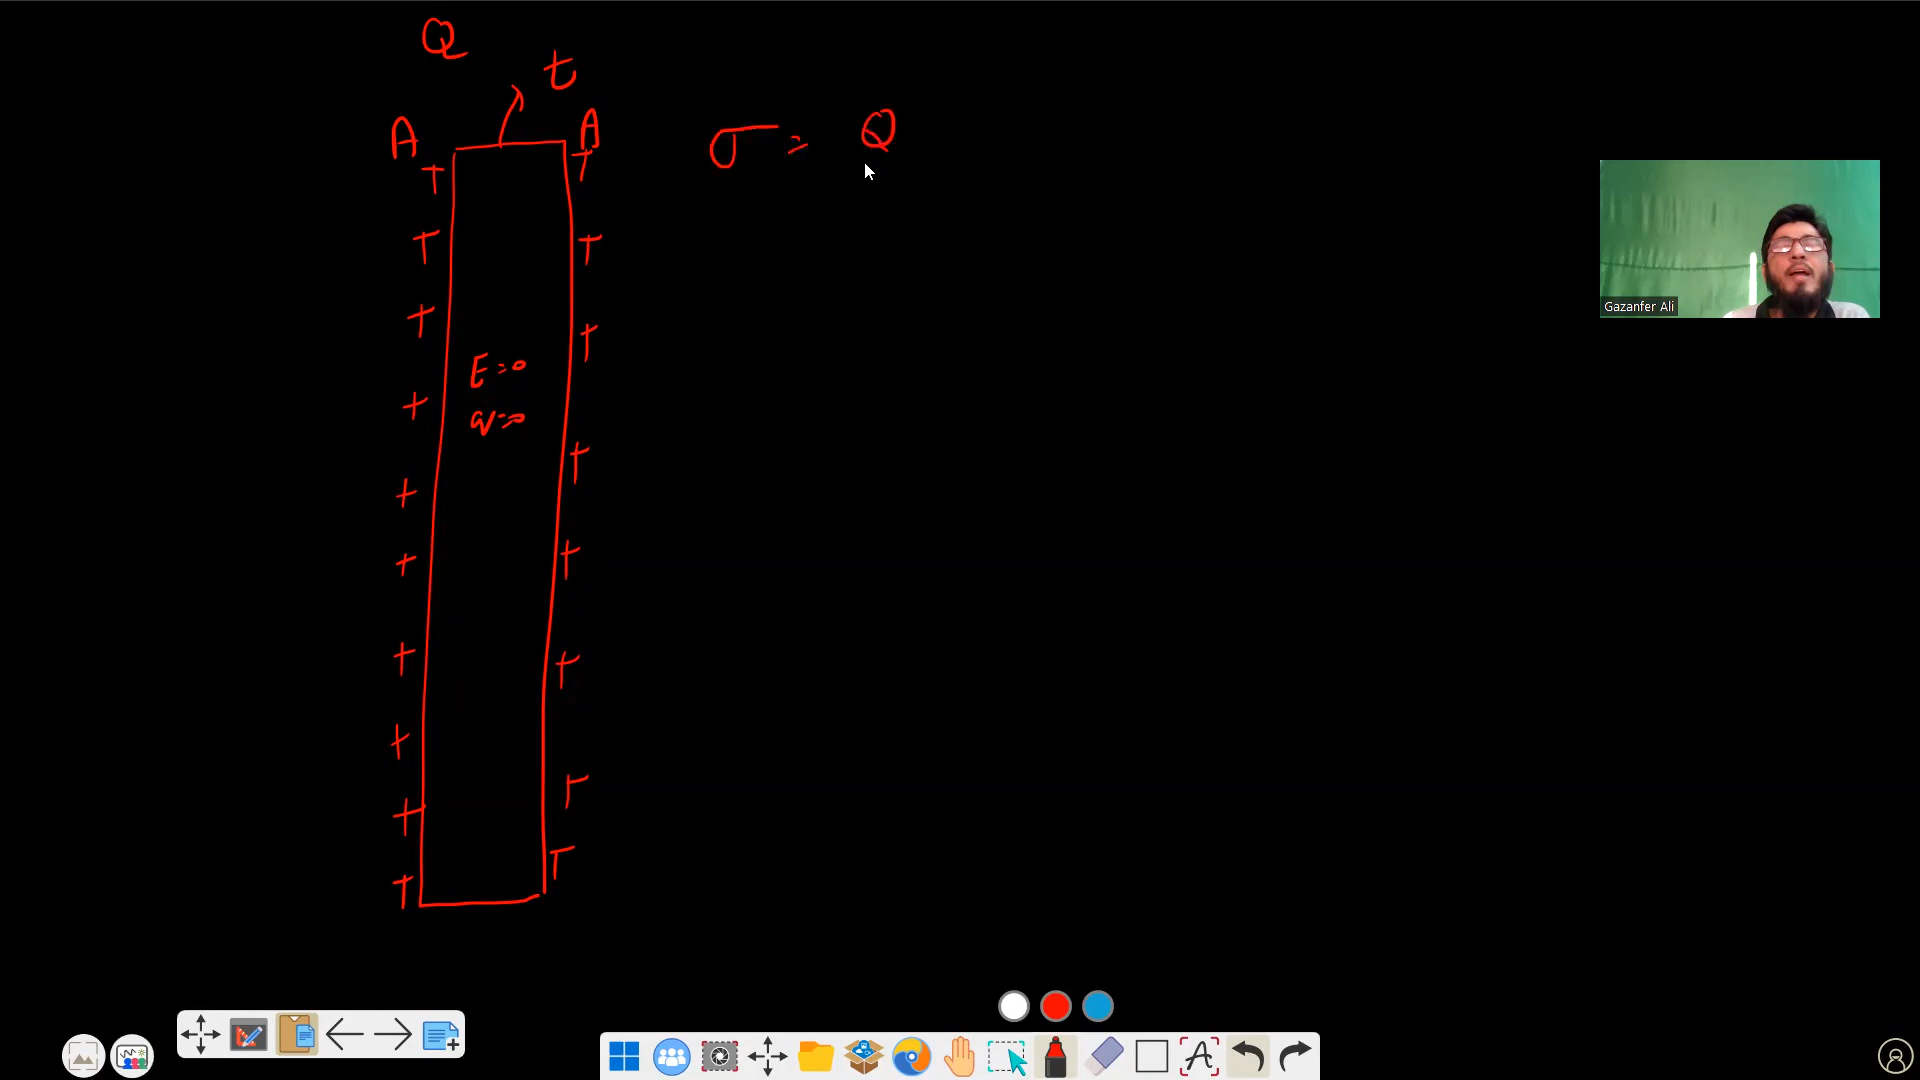 Q
t
A
A
σ = Q
+ +
+ +
+ +
+ +
+ +
+ +
+ +
+ +
+
+
E = 0
q = 0
Gazanfer Ali